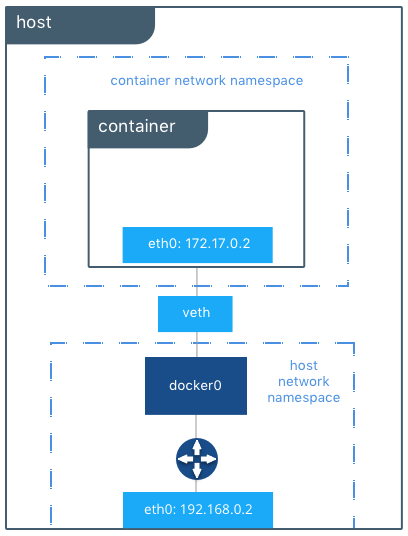 host
container network namespace
container
eth0: 172.17.0.2
veth
docker0
host
network
namespace
eth0: 192.168.0.2